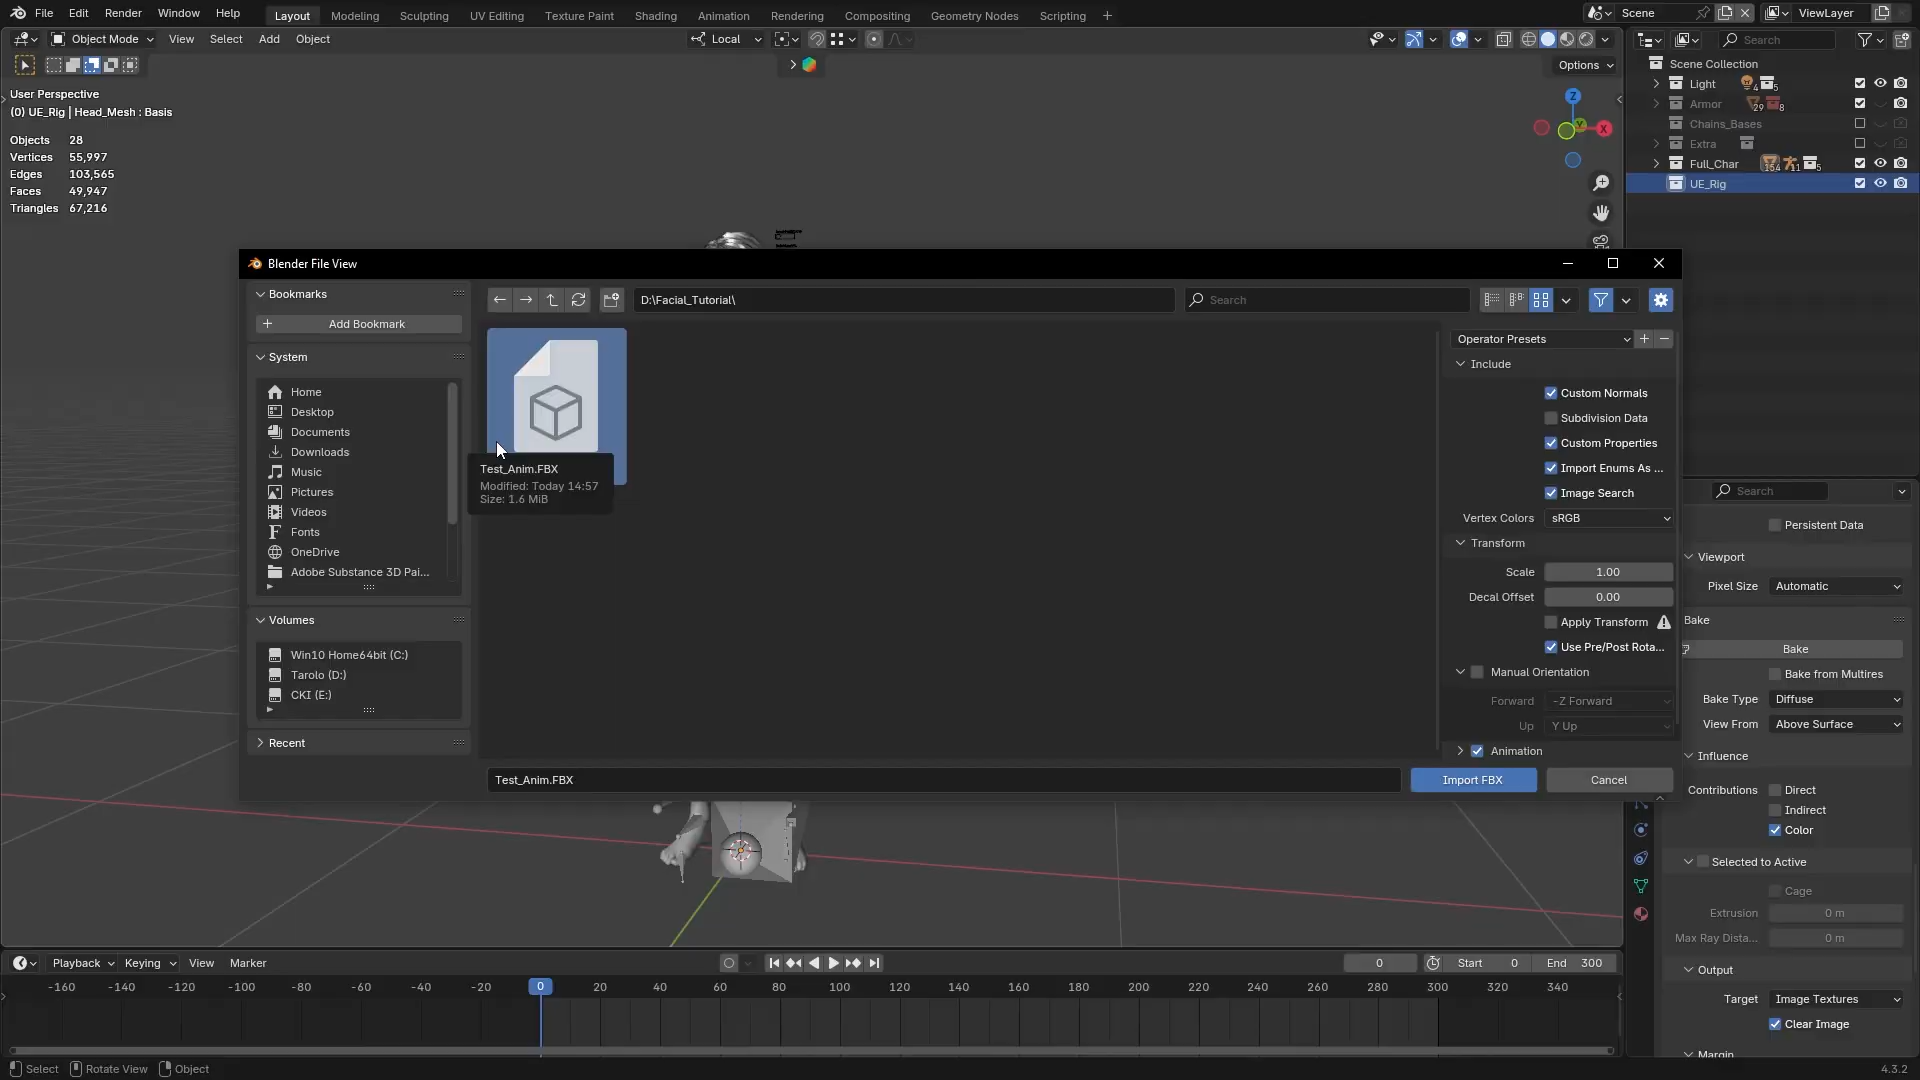 File Edit Render Window Help Layout Modeling Sculpting UV Editing Texture Paint Shading Animation Rendering Compositing Geometry Nodes Scripting + Scene ViewLayer
Object Mode View Select Add Object Local Search
Options
User Perspective
(0) UE_Rig | Head_Mesh : Basis
Objects 28
Vertices 55,997
Edges 103,565
Faces 49,947
Triangles 67,216
Z
X
Scene Collection
Light 4 5
Armor 29 8
Chains_Bases
Extra
Full_Char 154 11 5
UE_Rig
Blender File View
Bookmarks
Add Bookmark
System
Home
Desktop
Documents
Downloads
Music
Pictures
Videos
Fonts
OneDrive
Adobe Substance 3D Pai...
Volumes
Win10 Home64bit (C:)
Tarolo (D:)
CKI (E:)
Recent
D:\Facial_Tutorial\ Search
Test_Anim.FBX
Modified: Today 14:57
Size: 1.6 MiB
Operator Presets
Include
Custom Normals
Subdivision Data
Custom Properties
Import Enums As ...
Image Search
Vertex Colors sRGB
Transform
Scale 1.00
Decal Offset 0.00
Apply Transform
Use Pre/Post Rota...
Manual Orientation
Forward -Z Forward
Up Y Up
Animation
Test_Anim.FBX Import FBX Cancel
Search
Persistent Data
Viewport
Pixel Size Automatic
Bake
Bake
Bake from Multires
Bake Type Diffuse
View From Above Surface
Influence
Contributions Direct
Indirect
Color
Selected to Active
Cage
Extrusion 0 m
Max Ray Dista... 0 m
Output
Target Image Textures
Clear Image
Margin
Playback Keying View Marker 0 Start 0 End 300
-160 -140 -120 -100 -80 -60 -40 -20 0 20 40 60 80 100 120 140 160 180 200 220 240 260 280 300 320 340
Select Rotate View Object 4.3.2